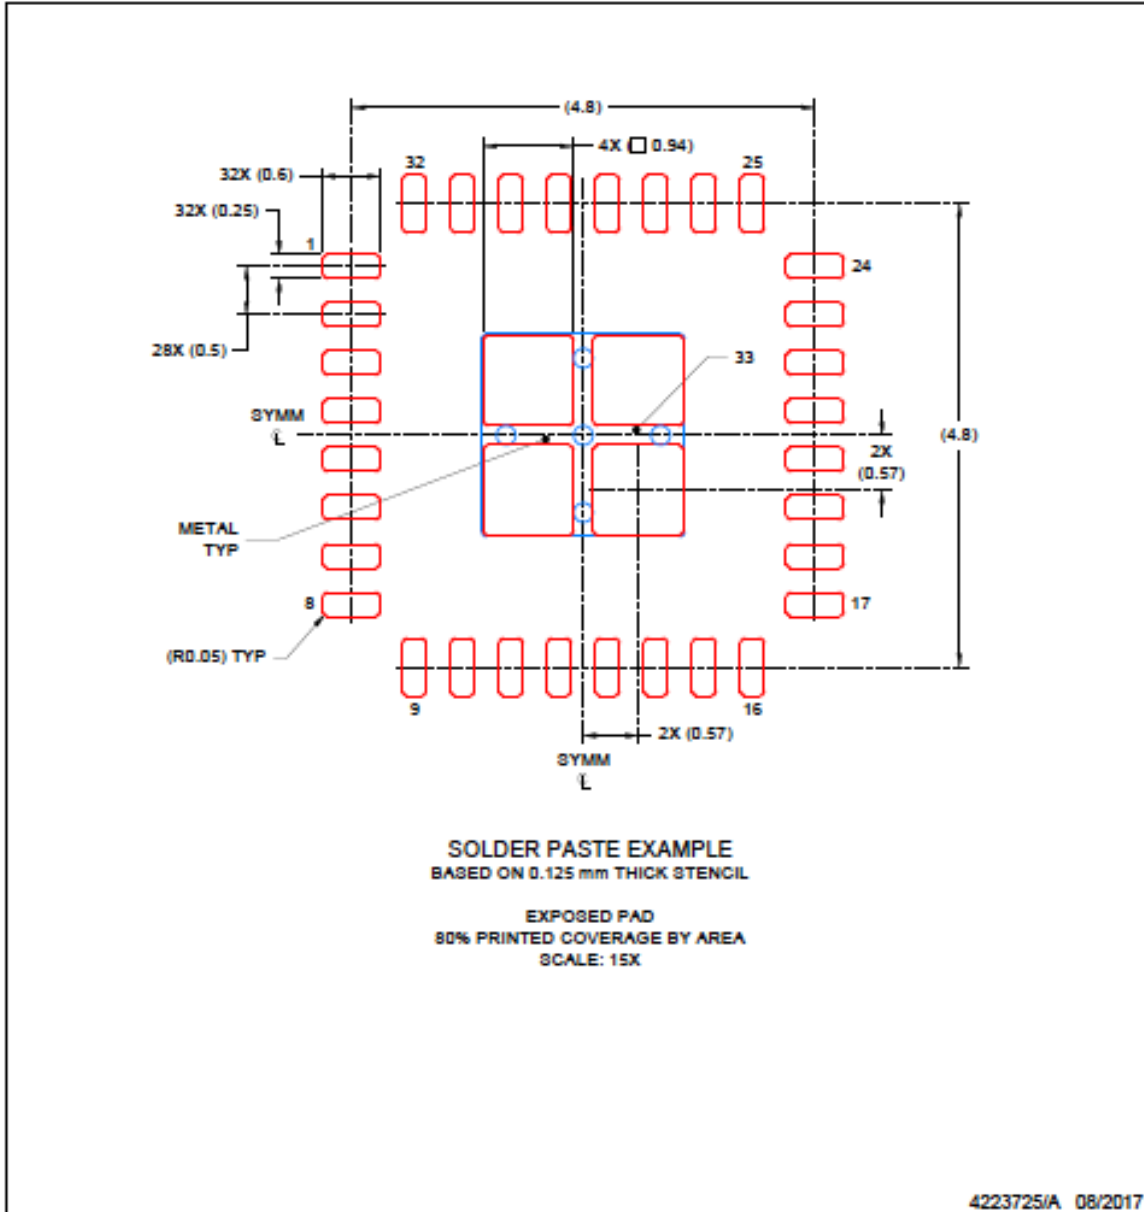 (4.8)
4X (□ 0.94)
32
25
32X (0.6)
32X (0.25)
1
24
28X (0.5)
33
SYMM
℄
(4.8)
2X
(0.57)
METAL
TYP
8
17
(R0.05) TYP
9
16
2X (0.57)
SYMM
℄
SOLDER PASTE EXAMPLE
BASED ON 0.125 mm THICK STENCIL
EXPOSED PAD
80% PRINTED COVERAGE BY AREA
SCALE: 15X
4223725/A 08/2017